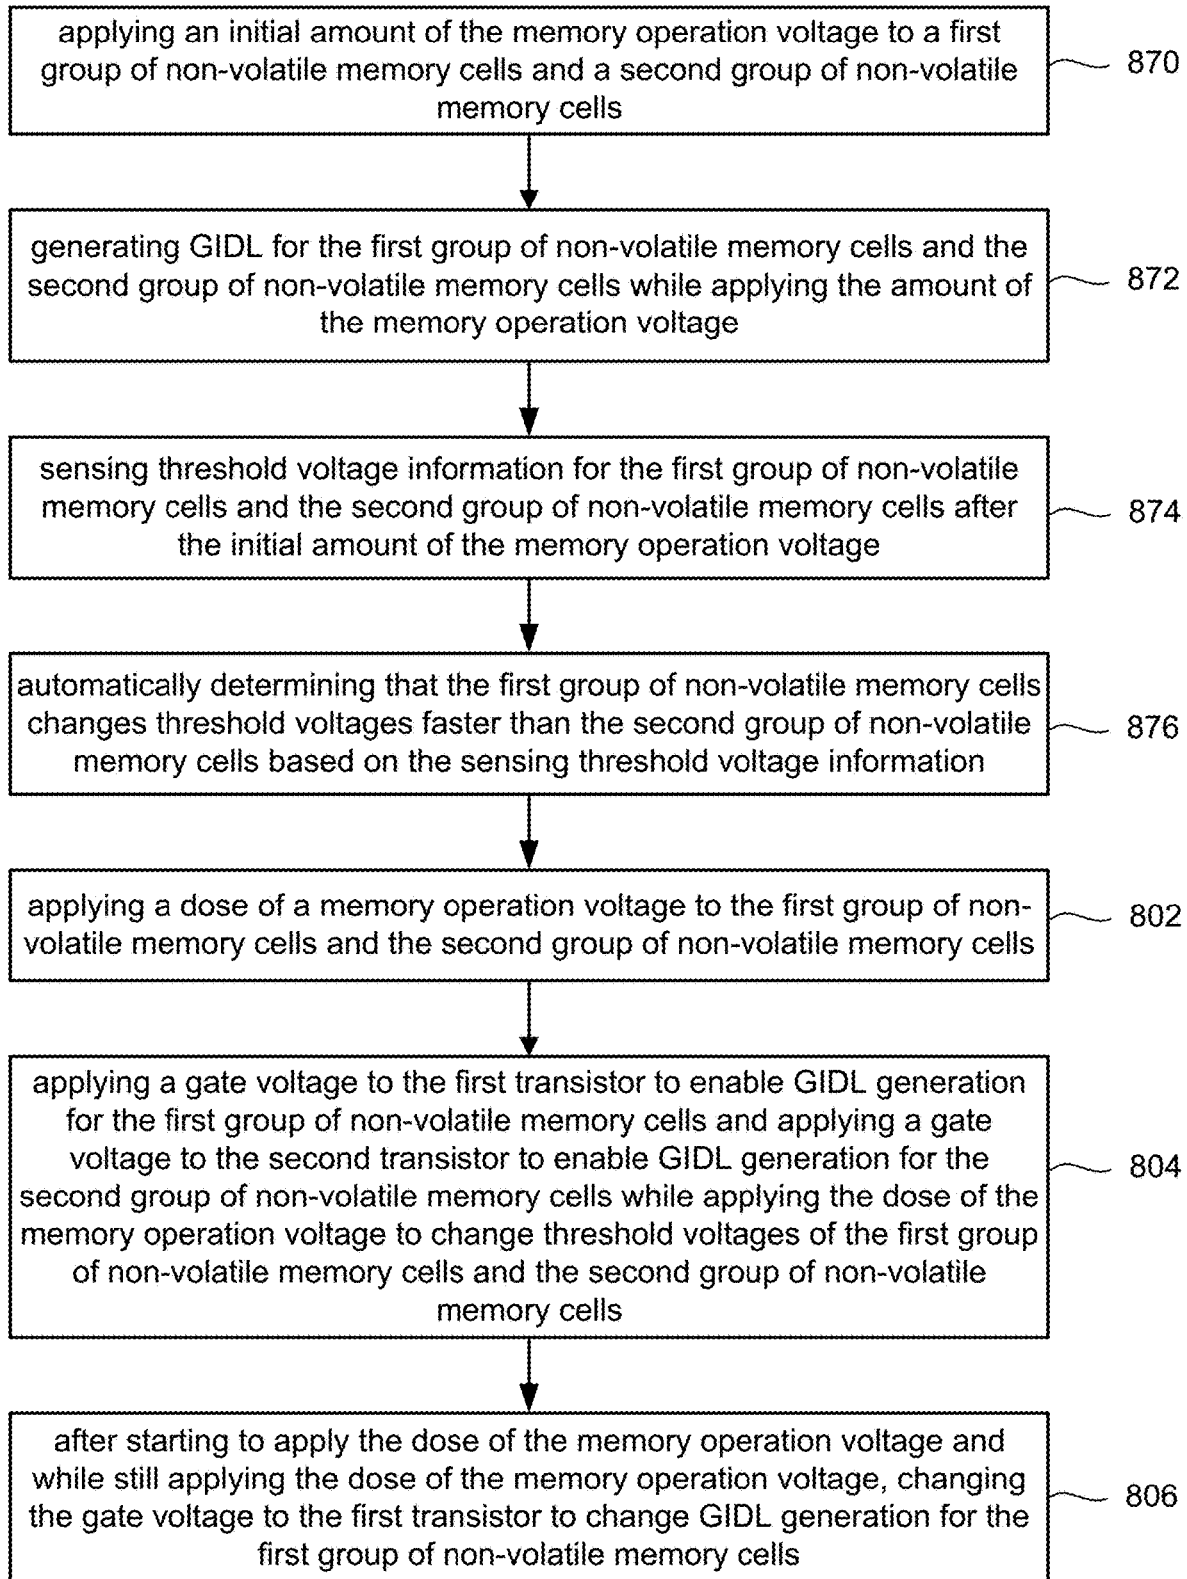 applying an initial amount of the memory operation voltage to a first
group of non-volatile memory cells and a second group of non-volatile
memory cells
870
generating GIDL for the first group of non-volatile memory cells and the
second group of non-volatile memory cells while applying the amount of
the memory operation voltage
872
sensing threshold voltage information for the first group of non-volatile
memory cells and the second group of non-volatile memory cells after
the initial amount of the memory operation voltage
874
automatically determining that the first group of non-volatile memory cells
changes threshold voltages faster than the second group of non-volatile
memory cells based on the sensing threshold voltage information
876
applying a dose of a memory operation voltage to the first group of non-
volatile memory cells and the second group of non-volatile memory cells
802
applying a gate voltage to the first transistor to enable GIDL generation
for the first group of non-volatile memory cells and applying a gate
voltage to the second transistor to enable GIDL generation for the
second group of non-volatile memory cells while applying the dose of the
memory operation voltage to change threshold voltages of the first group
of non-volatile memory cells and the second group of non-volatile
memory cells
804
after starting to apply the dose of the memory operation voltage and
while still applying the dose of the memory operation voltage, changing
the gate voltage to the first transistor to change GIDL generation for the
first group of non-volatile memory cells
806